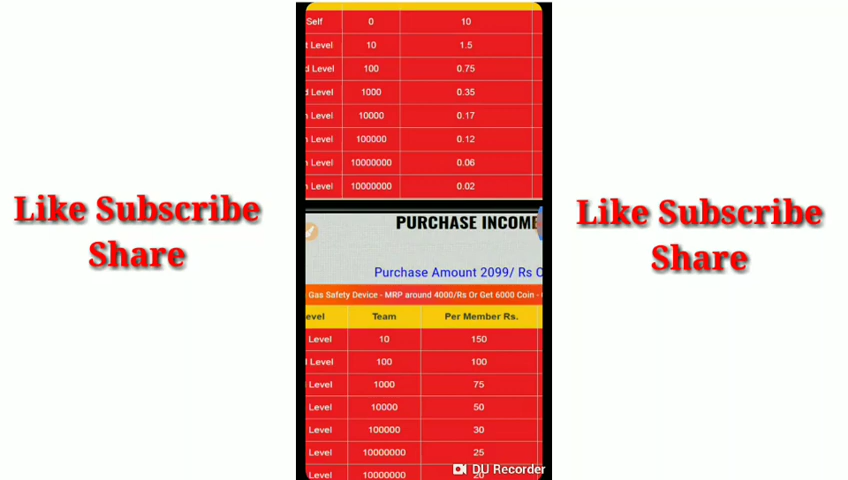 Self 0 10
Level 10 1.5
Level 100 0.75
Level 1000 0.35
Level 10000 0.17
Level 100000 0.12
Level 10000000 0.06
Level 10000000 0.02
Like Subscribe
Share
PURCHASE INCOME
Purchase Amount 2099/ Rs
Gas Safety Device - MRP around 4000/Rs Or Get 6000 Coin -
evel Team Per Member Rs.
Level 10 150
Level 100 100
Level 1000 75
Level 10000 50
Level 100000 30
Level 10000000 25
Level 10000000 20
DU Recorder
Like Subscribe
Share